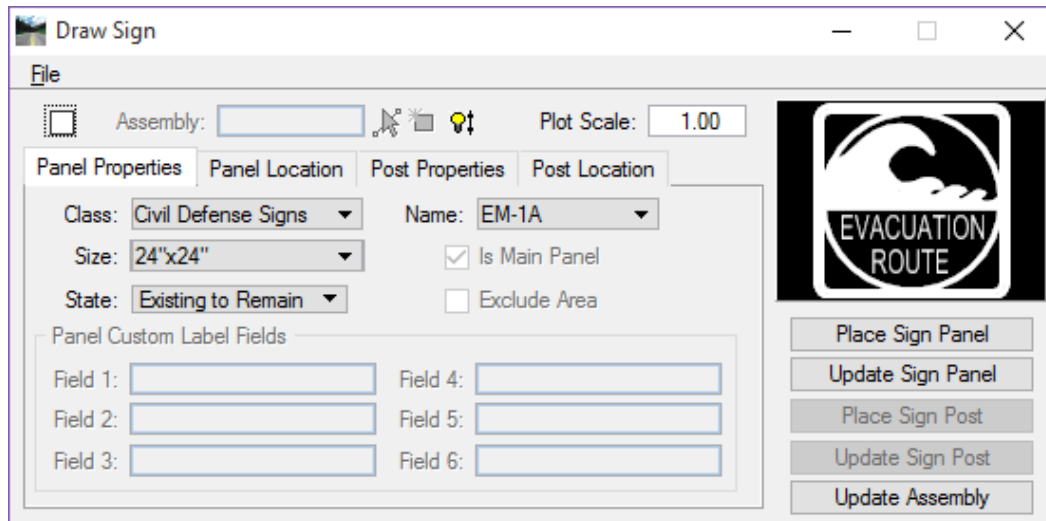 Draw Sign
File
Assembly: Plot Scale: 1.00
Panel Properties Panel Location Post Properties Post Location
Class: Civil Defense Signs Name: EM-1A
Size: 24"x24" Is Main Panel
State: Existing to Remain Exclude Area
Panel Custom Label Fields
Field 1: Field 4:
Field 2: Field 5:
Field 3: Field 6:
EVACUATION
ROUTE
Place Sign Panel
Update Sign Panel
Place Sign Post
Update Sign Post
Update Assembly